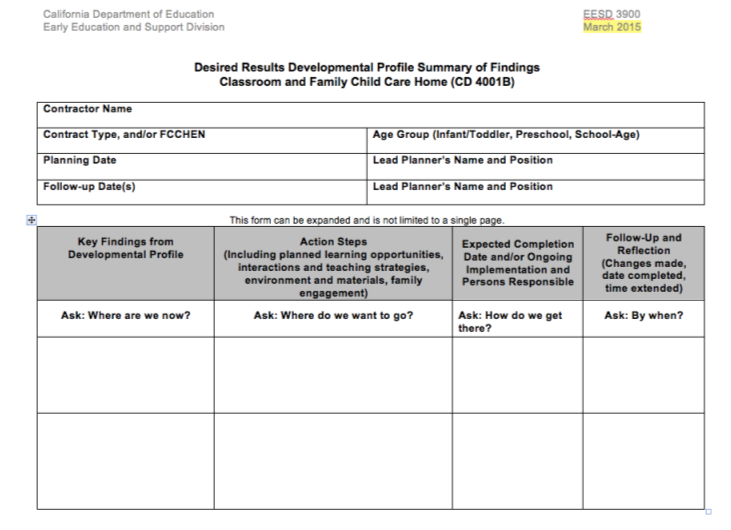 California Department of Education
EESD 3900
Early Education and Support Division
March 2015
Desired Results Developmental Profile Summary of Findings
Classroom and Family Child Care Home (CD 4001B)
Contractor Name
Contract Type, and/or FCCHEN
Age Group (Infant/Toddler, Preschool, School-Age)
Planning Date
Lead Planner's Name and Position
Follow-up Date(s)
Lead Planner's Name and Position
This form can be expanded and is not limited to a single page.
Key Findings from
Developmental Profile
Action Steps
(Including planned learning opportunities,
interactions and teaching strategies,
environment and materials, family
engagement)
Expected Completion
Date and/or Ongoing
Implementation and
Persons Responsible
Follow-Up and
Reflection
(Changes made,
date completed,
time extended)
Ask: Where are we now?
Ask: Where do we want to go?
Ask: How do we get
there?
Ask: By when?